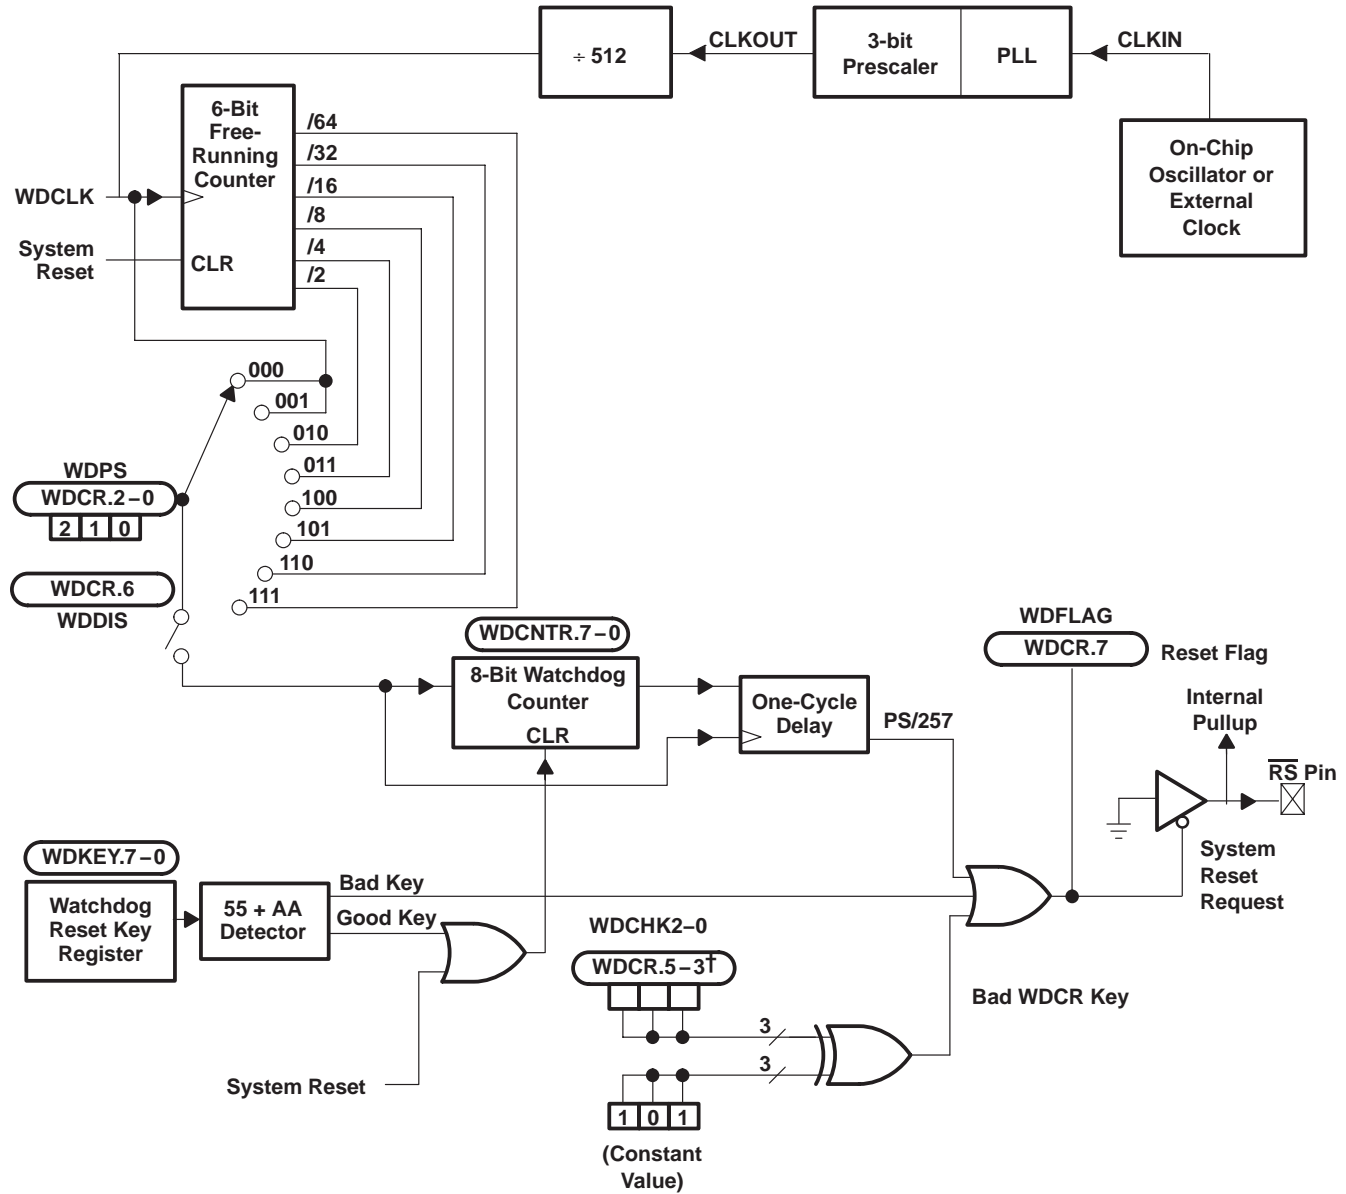 ÷ 512
CLKOUT
3-bit
Prescaler
PLL
CLKIN
On-Chip
Oscillator or
External
Clock
6-Bit
Free-
Running
Counter
CLR
/64
/32
/16
/8
/4
/2
WDCLK
System
Reset
000
001
010
011
100
101
110
111
WDPS
WDCR.2–0
2 1 0
WDCR.6
WDDIS
WDCNTR.7–0
8-Bit Watchdog
Counter
CLR
One-Cycle
Delay
PS/257
WDFLAG
WDCR.7
Reset Flag
Internal
Pullup
R̅S̅ Pin
System
Reset
Request
WDKEY.7–0
Watchdog
Reset Key
Register
55 + AA
Detector
Bad Key
Good Key
System Reset
WDCHK2–0
WDCR.5–3†
3
3
1 0 1
(Constant
Value)
Bad WDCR Key